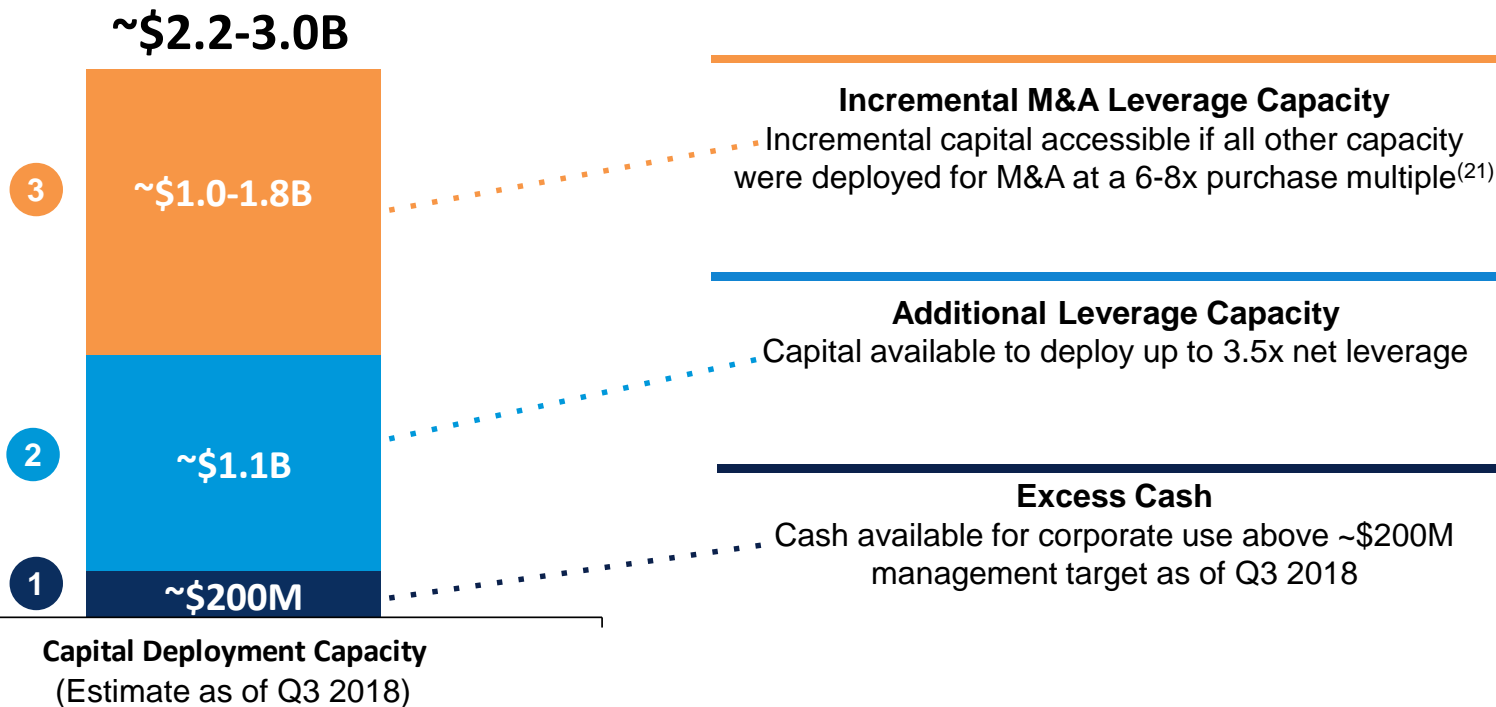 ~$2.2-3.0B
3
~$1.0-1.8B
2
~$1.1B
1
~$200M
Capital Deployment Capacity
(Estimate as of Q3 2018)
Incremental M&A Leverage Capacity
Incremental capital accessible if all other capacity
were deployed for M&A at a 6-8x purchase multiple(21)
Additional Leverage Capacity
Capital available to deploy up to 3.5x net leverage
Excess Cash
Cash available for corporate use above ~$200M
management target as of Q3 2018